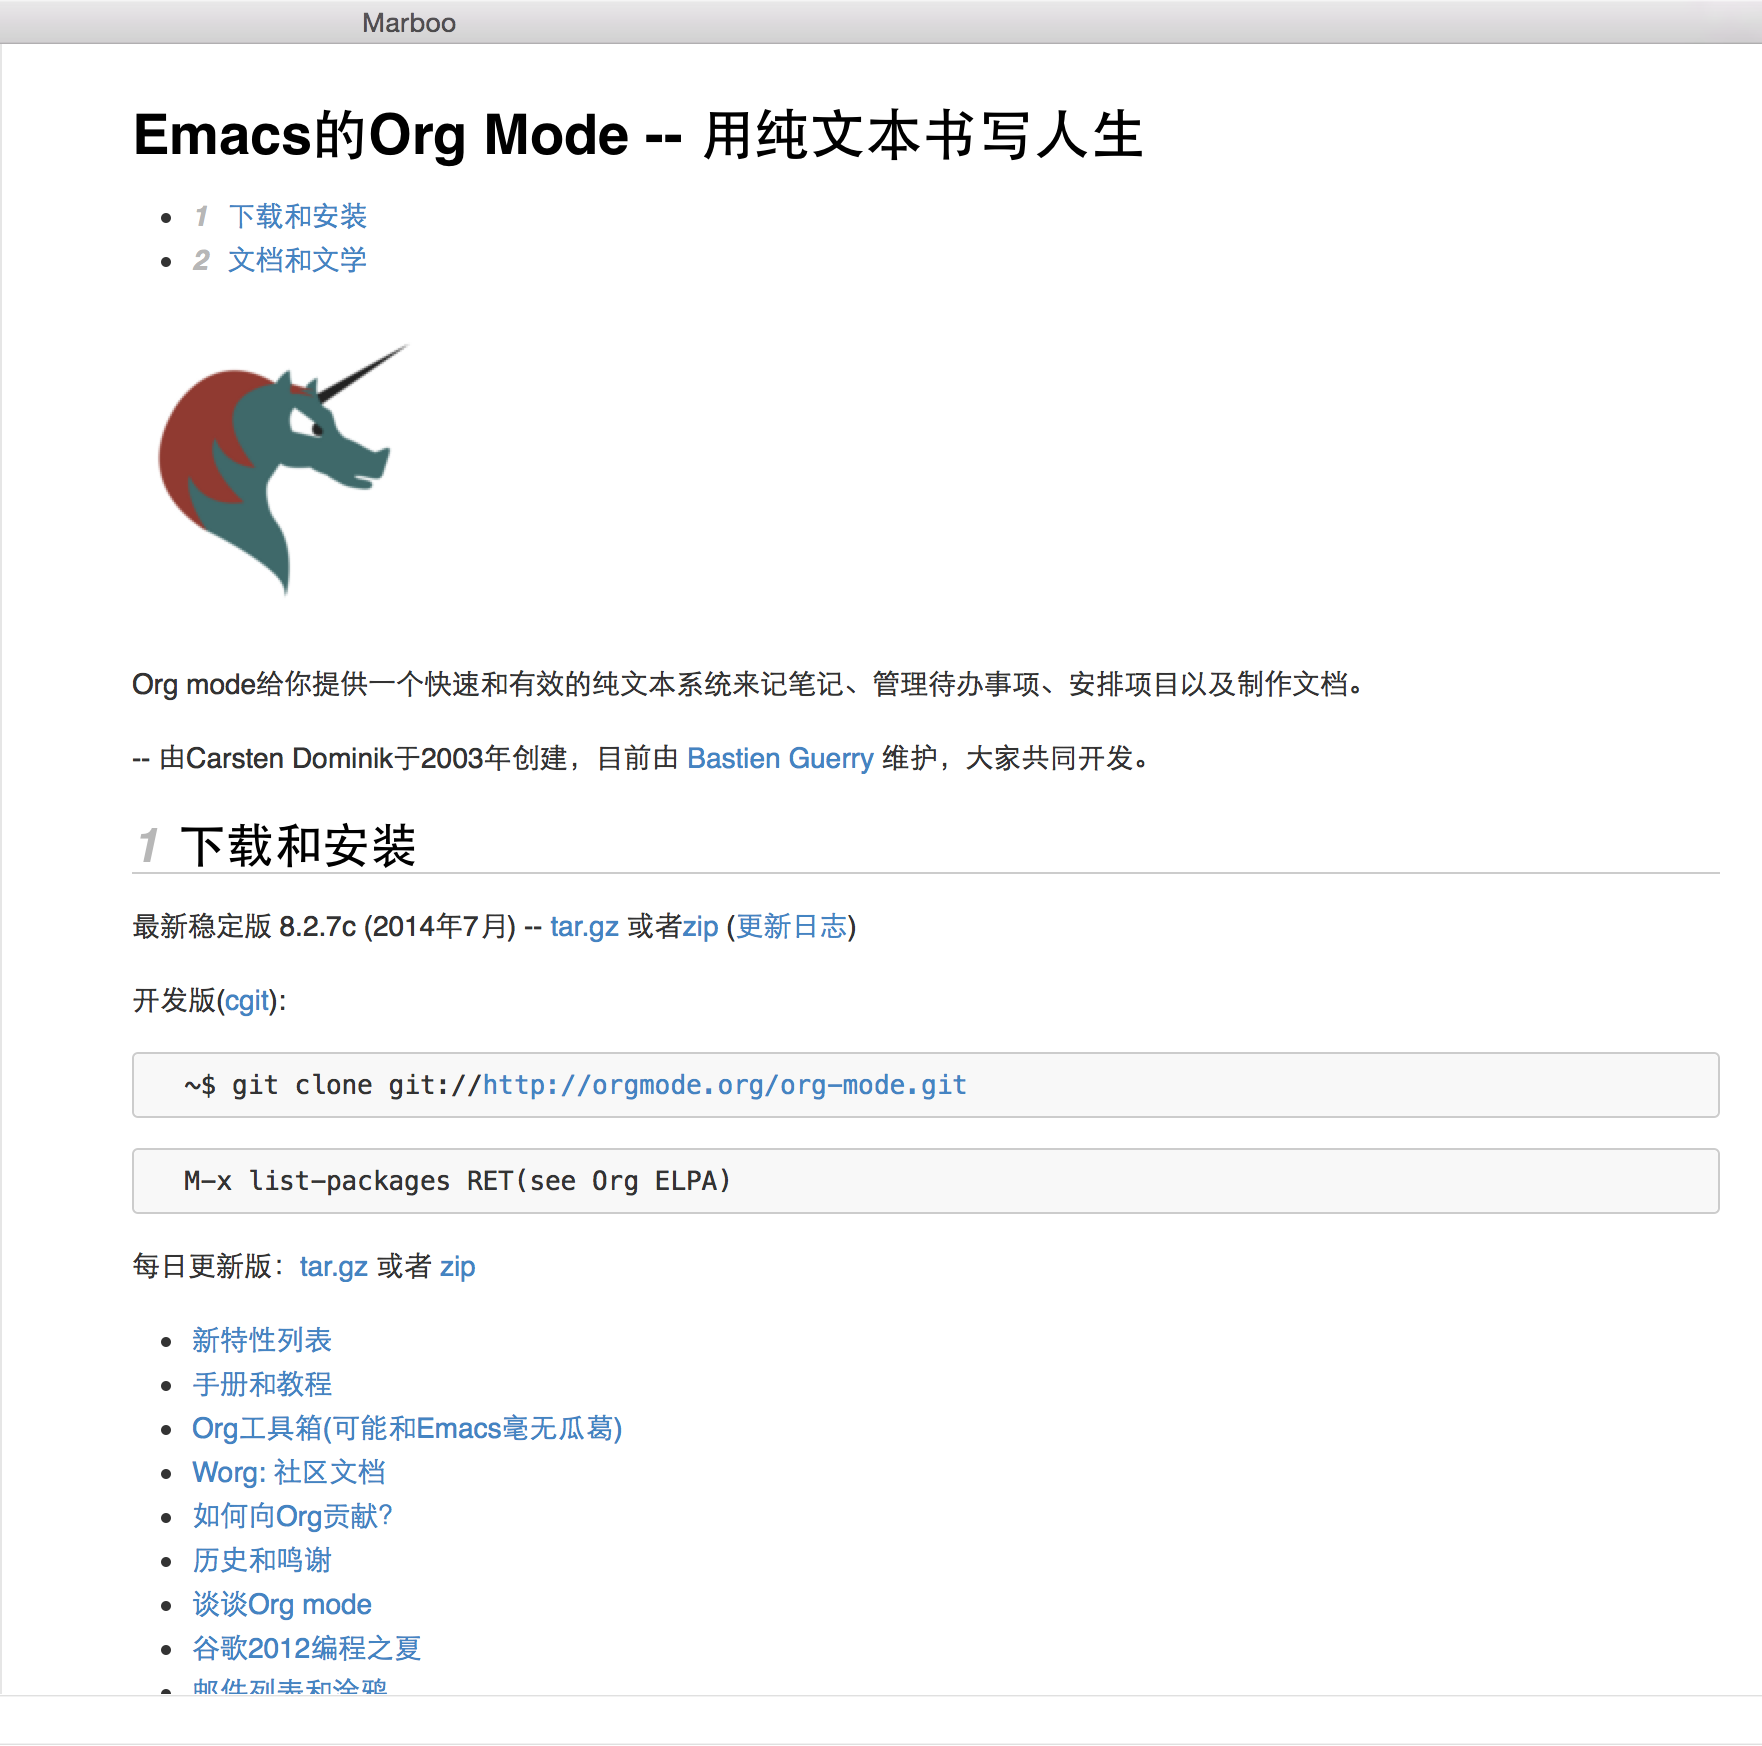 Marboo
Emacs的Org Mode -- 用纯文本书写人生
1 下载和安装
2 文档和文学
Org mode给你提供一个快速和有效的纯文本系统来记笔记、管理待办事项、安排项目以及制作文档。
-- 由Carsten Dominik于2003年创建，目前由 Bastien Guerry 维护，大家共同开发。
1 下载和安装
最新稳定版 8.2.7c (2014年7月) -- tar.gz 或者zip (更新日志)
开发版(cgit):
~$ git clone git://http://orgmode.org/org-mode.git
M-x list-packages RET(see Org ELPA)
每日更新版：tar.gz 或者 zip
新特性列表
手册和教程
Org工具箱(可能和Emacs毫无瓜葛)
Worg: 社区文档
如何向Org贡献?
历史和鸣谢
谈谈Org mode
谷歌2012编程之夏
邮件列表和涂鸦